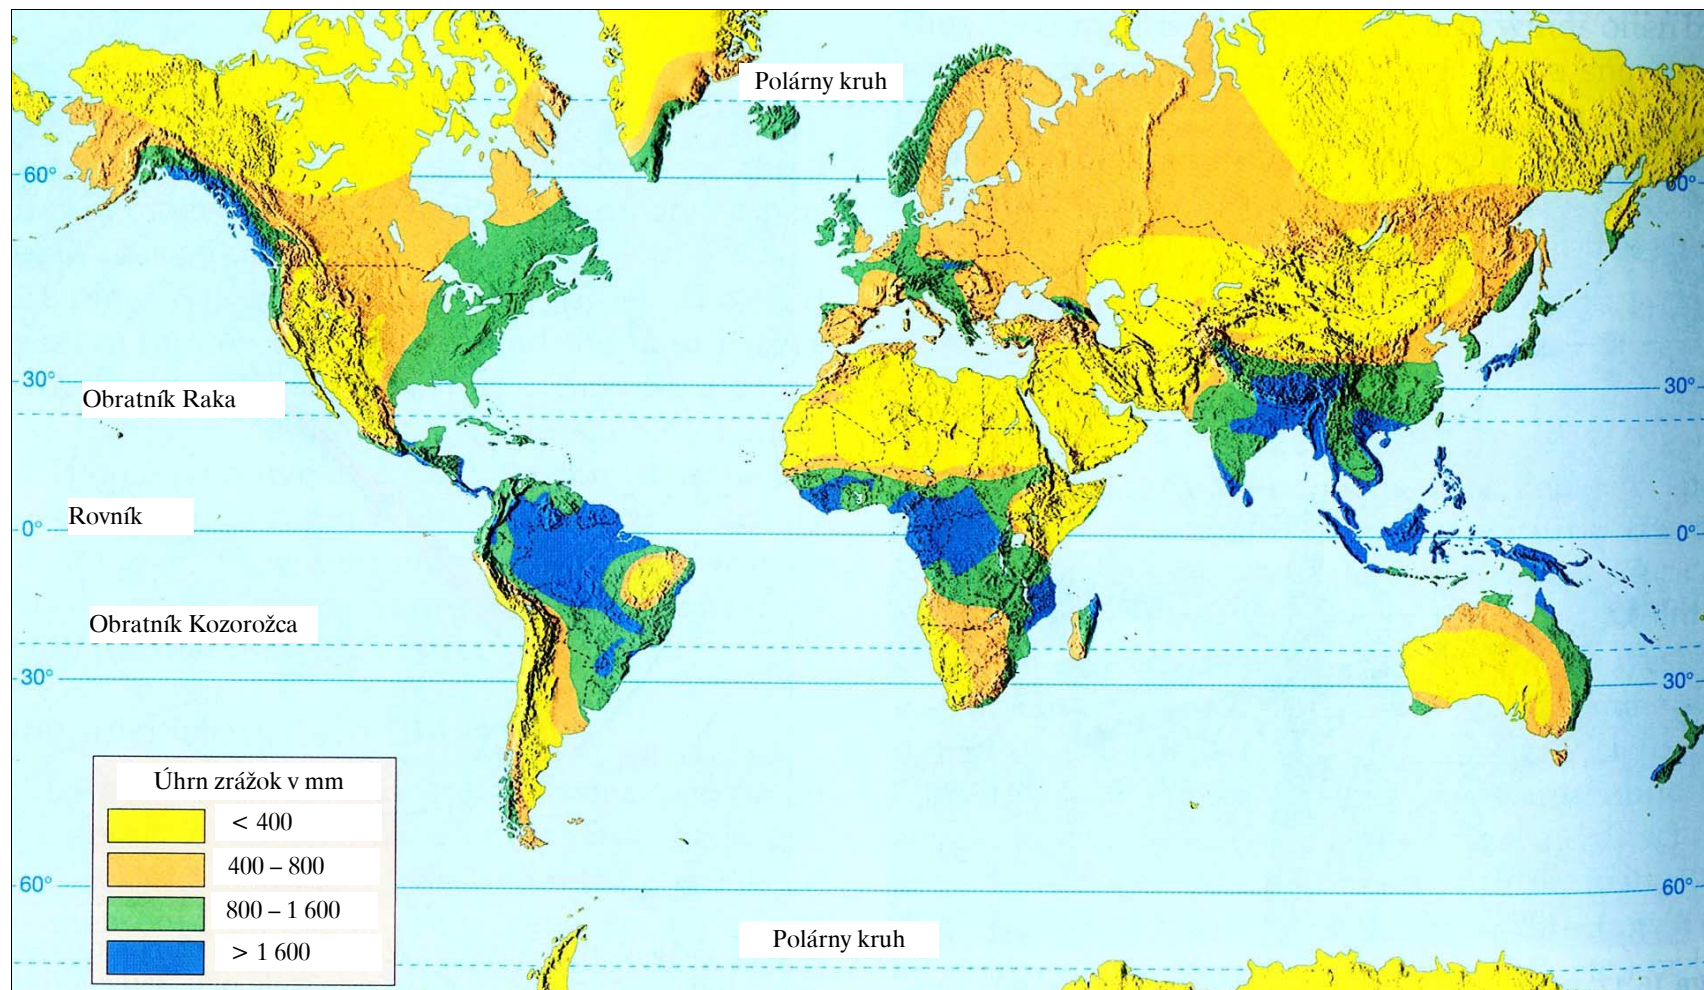 Polárny kruh
60°
60°
30°
30°
Obratník Raka
Rovník
0°
0°
Obratník Kozorožca
30°
30°
Úhrn zrážok v mm
< 400
400 – 800
800 – 1 600
> 1 600
60°
60°
Polárny kruh